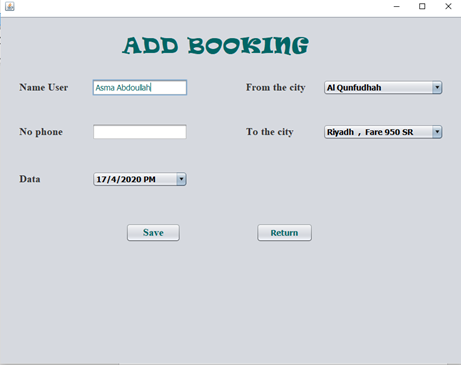 ADD BOOKING
Name User Asma Abdoullah From the city Al Qunfudhah
No phone To the city Riyadh , Fare 950 SR
Data 17/4/2020 PM
Save Return